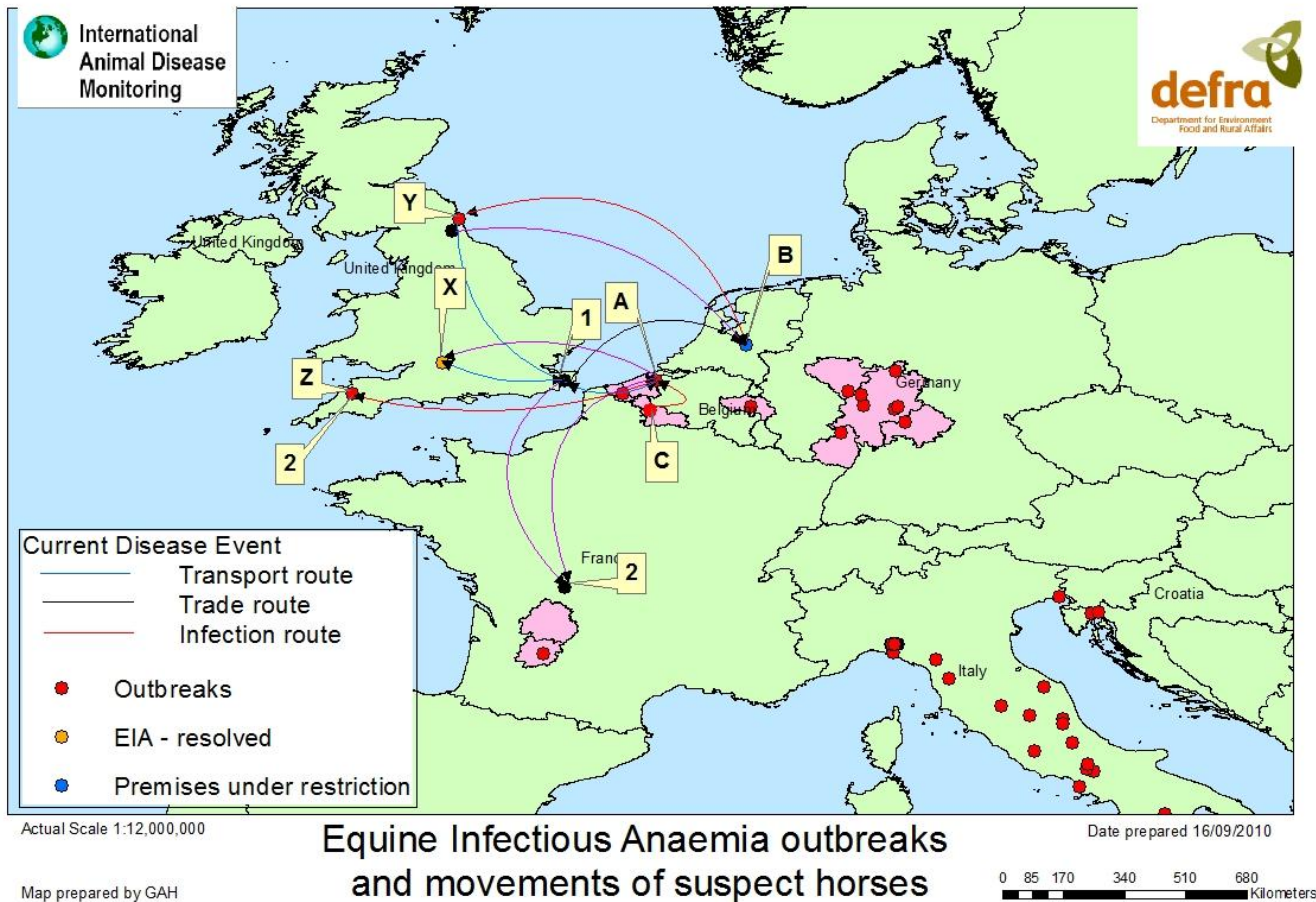 International
Animal Disease
Monitoring
defra
Department for Environment
Food and Rural Affairs
Y
United Kingdom
United Kingdom
B
X
1
A
Z
Germany
Belgium
2
C
France
2
Croatia
Italy
Current Disease Event
Transport route
Trade route
Infection route
Outbreaks
EIA - resolved
Premises under restriction
Actual Scale 1:12,000,000
Equine Infectious Anaemia outbreaks
and movements of suspect horses
Date prepared 16/09/2010
Map prepared by GAH
0 85 170 340 510 680
Kilometers